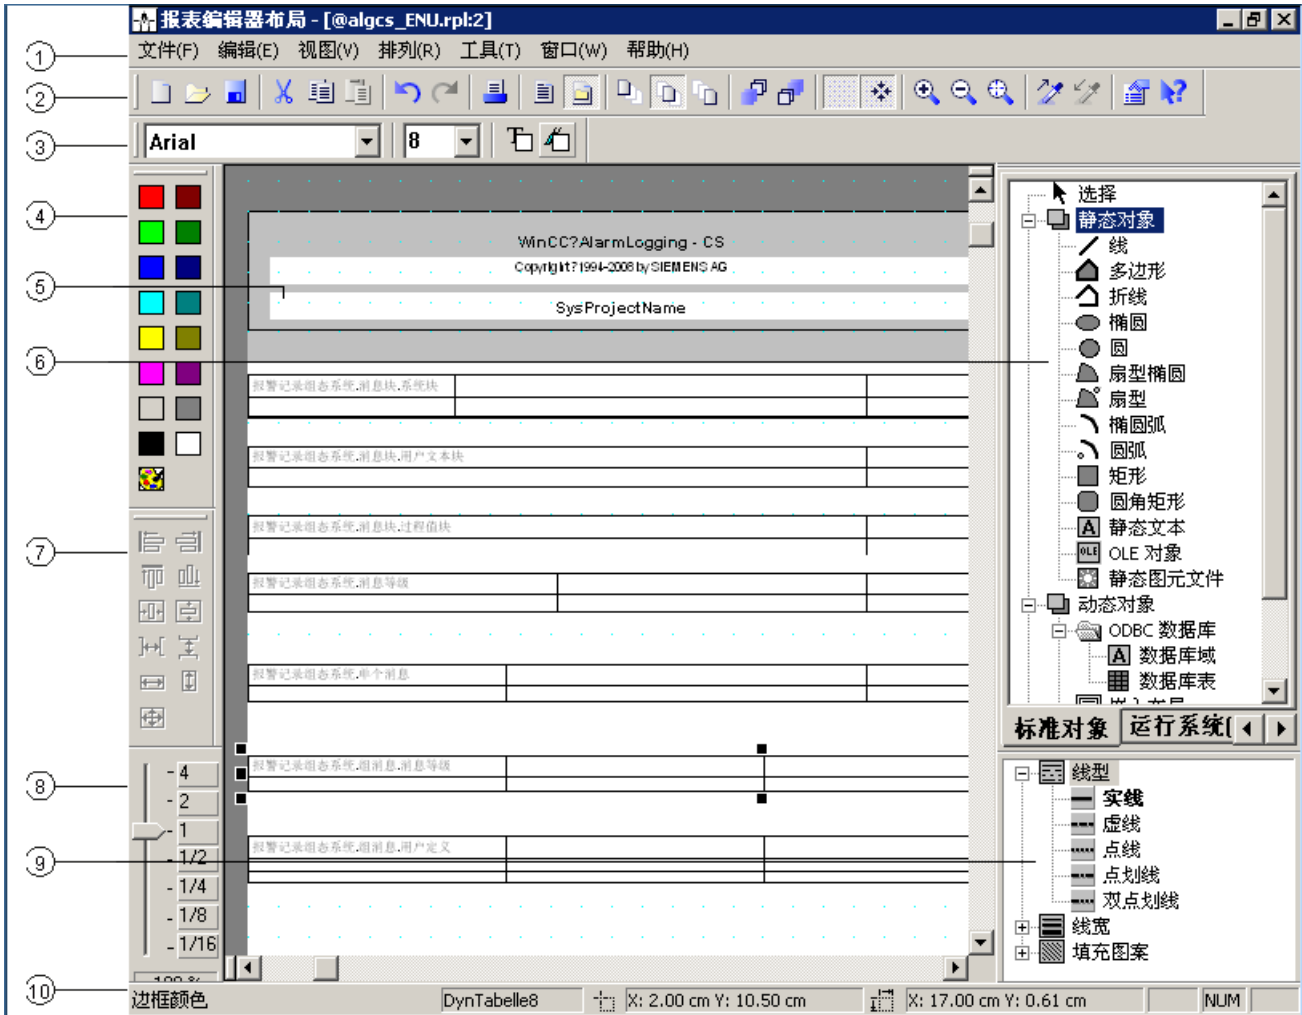 报表编辑器布局 - [@algcs_ENU.rpl:2]
① 文件(F) 编辑(E) 视图(V) 排列(R) 工具(T) 窗口(W) 帮助(H)
②
③ Arial 8
④
⑤
⑥
⑦
⑧
⑨
⑩
WinCC?AlarmLogging - CS
Copyright?1994-2006 by SIEMENS AG
SysProjectName
报警记录组态系统.消息块.系统块
报警记录组态系统.消息块.用户文本块
报警记录组态系统.消息块.过程值块
报警记录组态系统.消息等级
报警记录组态系统.单个消息
报警记录组态系统.组消息.消息等级
报警记录组态系统.组消息.用户定义
4
2
1
1/2
1/4
1/8
1/16
选择
静态对象
线
多边形
折线
椭圆
圆
扇型椭圆
扇型
椭圆弧
圆弧
矩形
圆角矩形
A 静态文本
OLE OLE 对象
静态图元文件
动态对象
ODBC 数据库
A 数据库域
数据库表
标准对象 运行系统(
线型
实线
虚线
点线
点划线
双点划线
线宽
填充图案
边框颜色 DynTabelle8 X: 2.00 cm Y: 10.50 cm X: 17.00 cm Y: 0.61 cm NUM